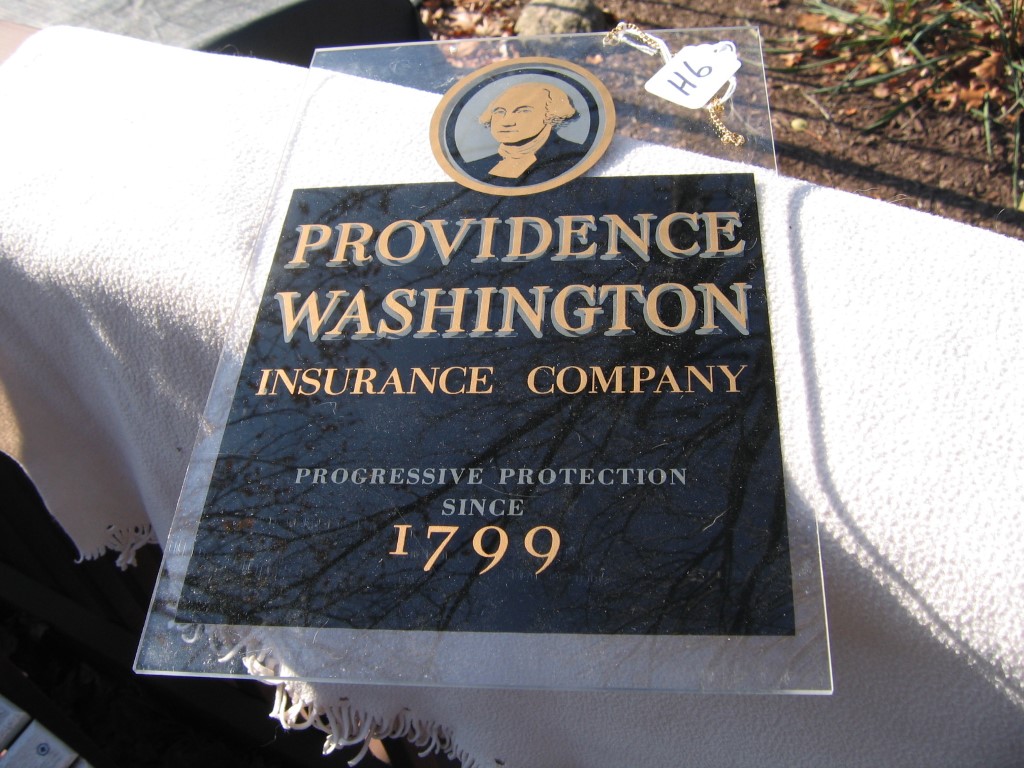 H6
PROVIDENCE
WASHINGTON
INSURANCE COMPANY
PROGRESSIVE PROTECTION
SINCE
1799